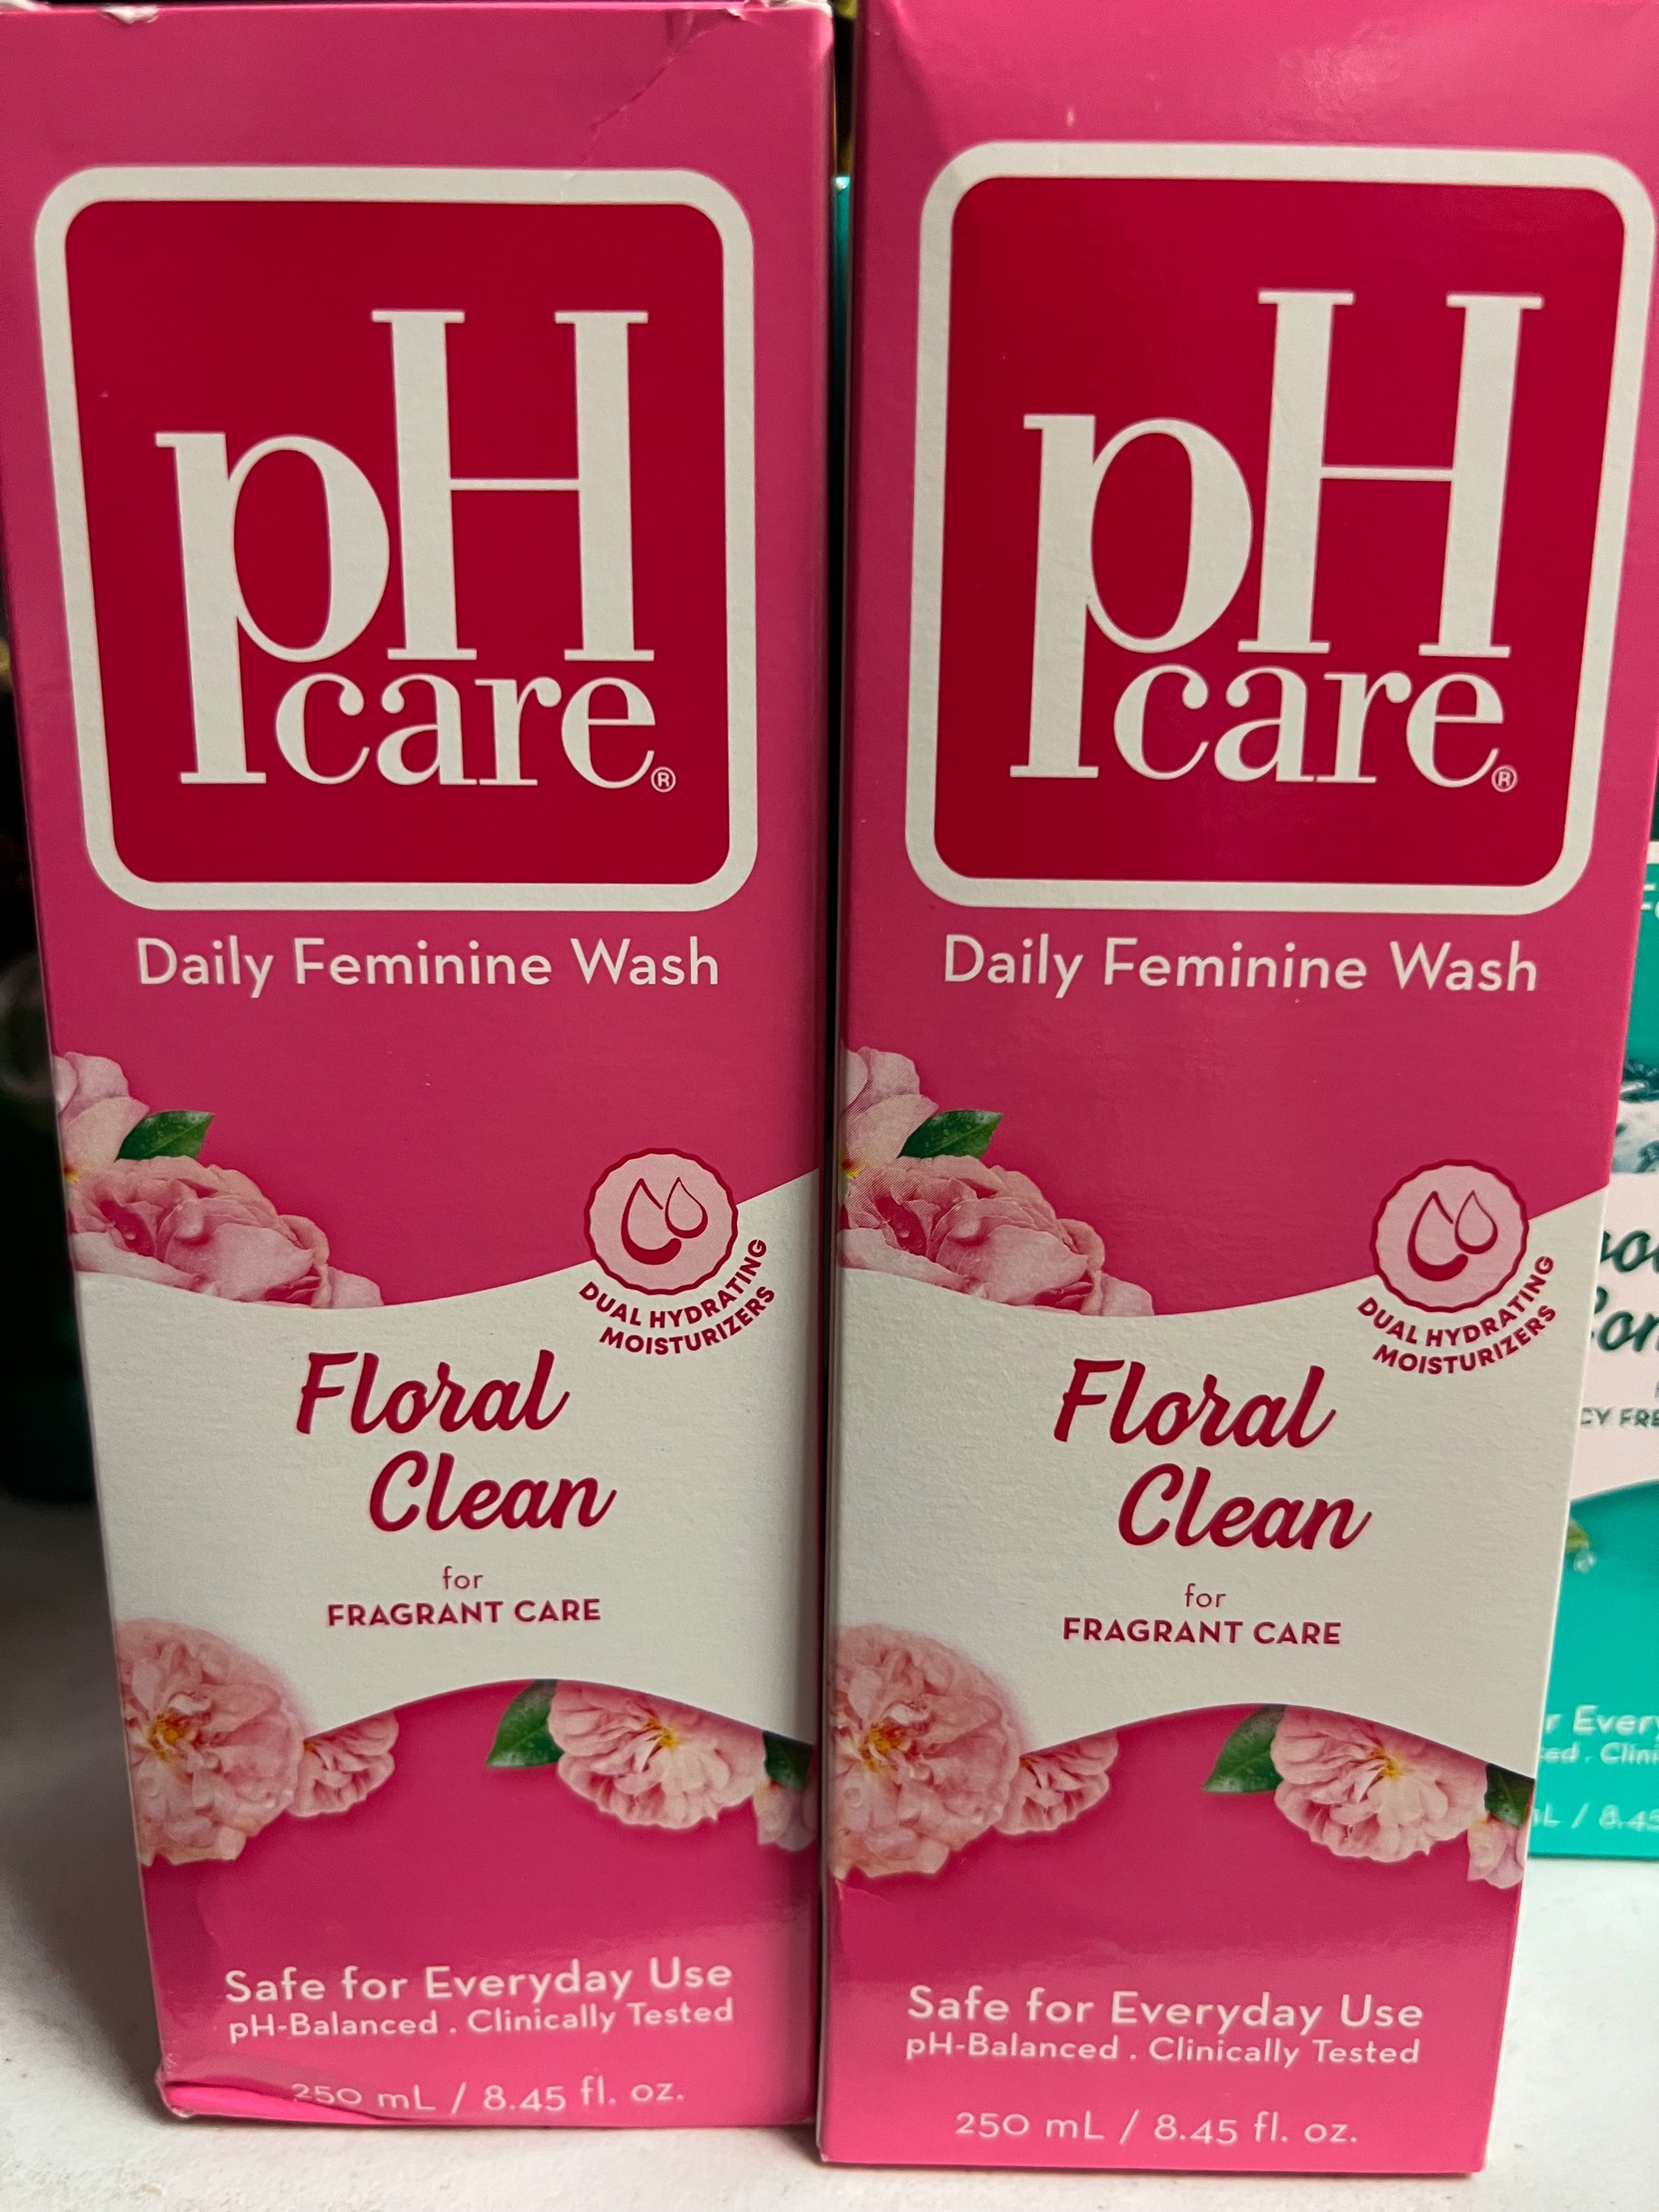 pH
care®
Daily Feminine Wash
DUAL HYDRATING
MOISTURIZERS
Floral
Clean
for
FRAGRANT CARE
Safe for Everyday Use
pH-Balanced . Clinically Tested
250 mL / 8.45 fl. oz.
pH
care®
Daily Feminine Wash
DUAL HYDRATING
MOISTURIZERS
Floral
Clean
for
FRAGRANT CARE
Safe for Everyday Use
pH-Balanced . Clinically Tested
250 mL / 8.45 fl. oz.